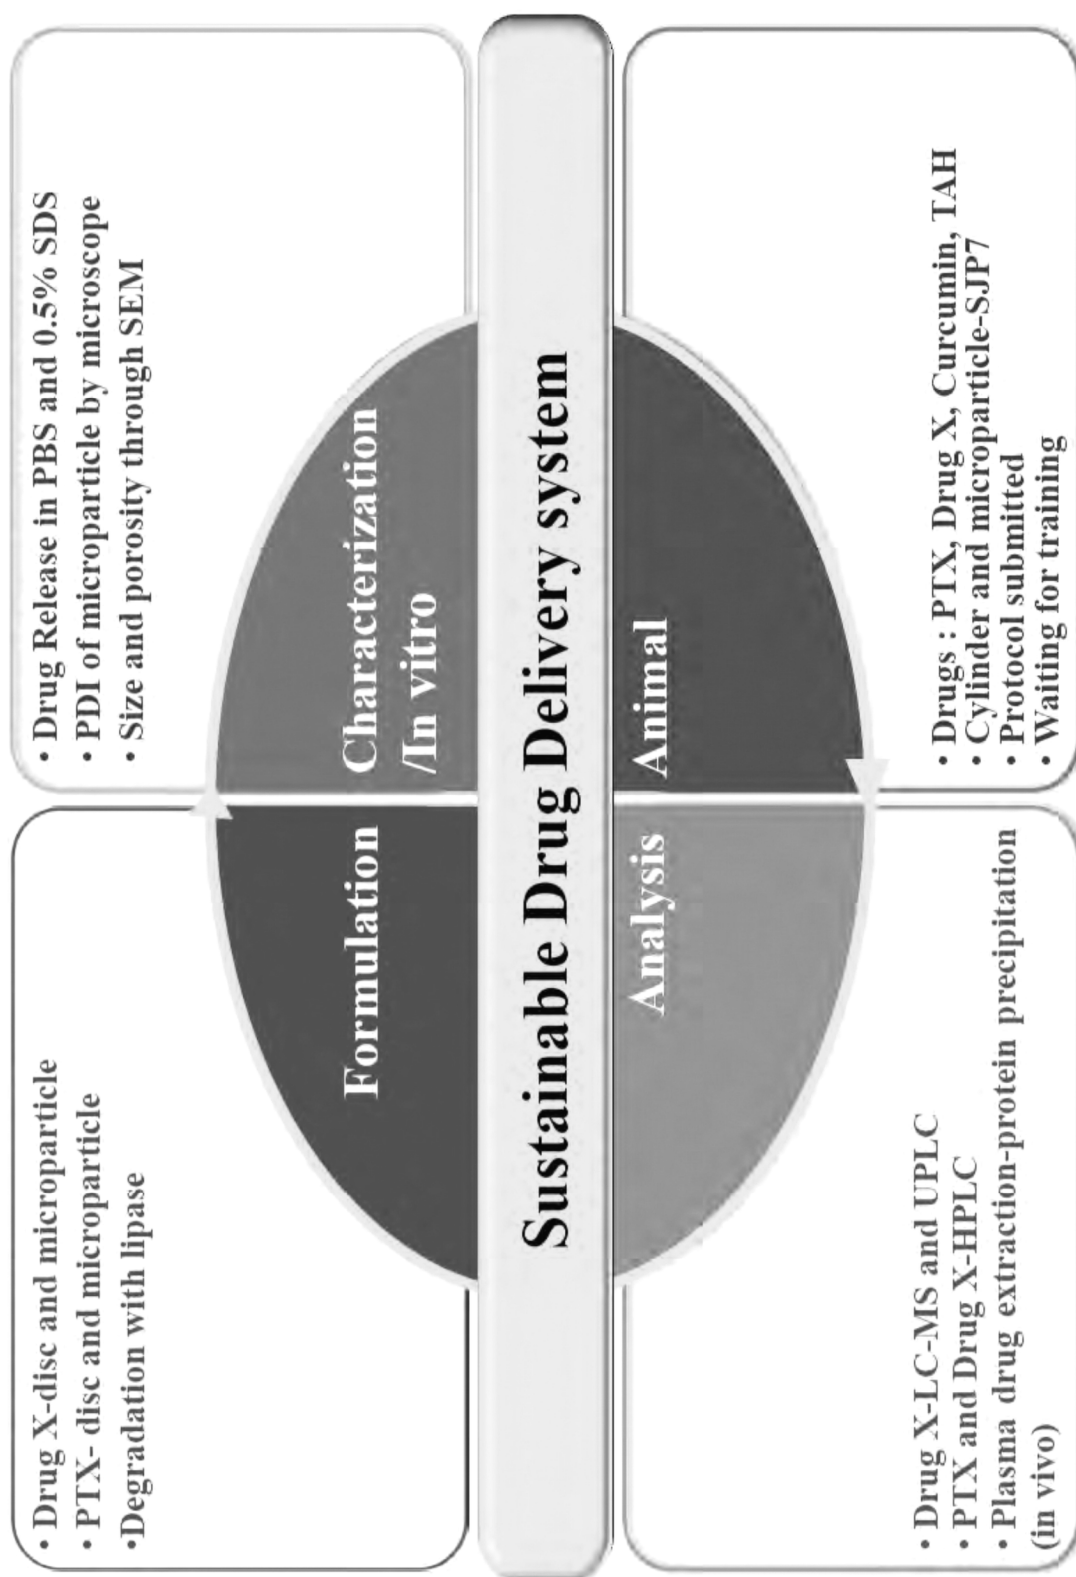 • Drug X-disc and microparticle
• PTX- disc and microparticle
•Degradation with lipase
• Drug Release in PBS and 0.5% SDS
• PDI of microparticle by microscope
• Size and porosity through SEM
Formulation
Characterization
/In vitro
Sustainable Drug Delivery system
Analysis
Animal
• Drug X-LC-MS and UPLC
• PTX and Drug X-HPLC
• Plasma drug extraction-protein precipitation
(in vivo)
• Drugs : PTX, Drug X, Curcumin, TAH
• Cylinder and microparticle-SJP7
• Protocol submitted
• Waiting for training